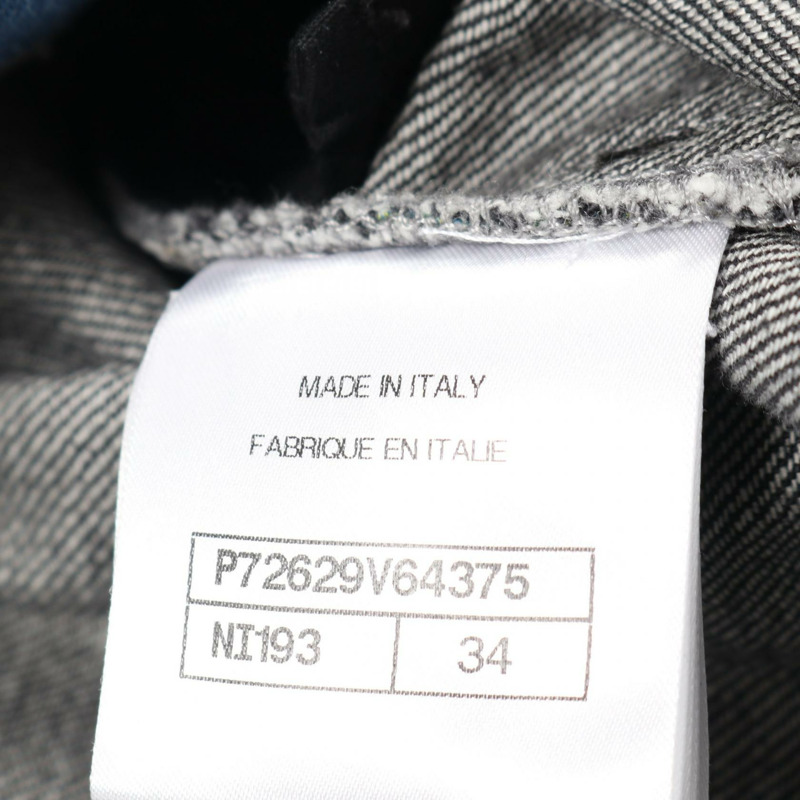 MADE IN ITALY
FABRIQUE EN ITALIE
P72629V64375
NI193 34